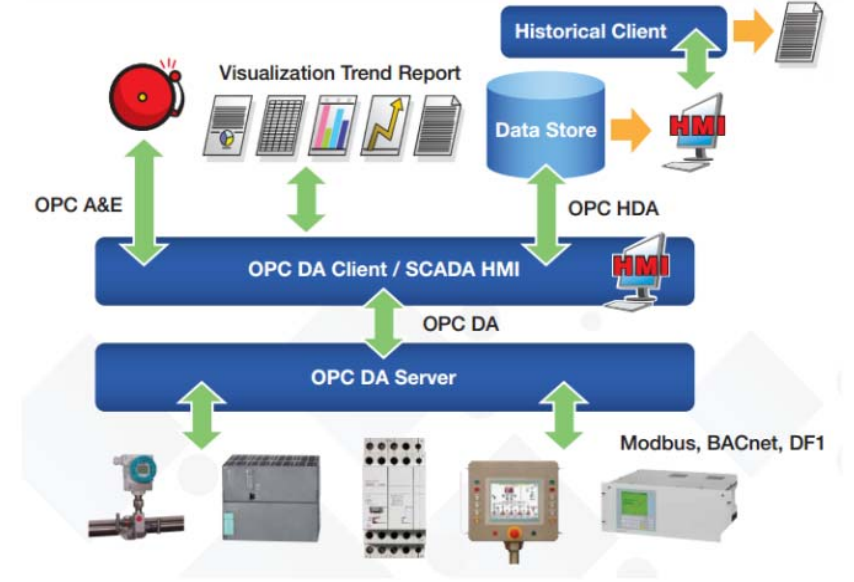 Historical Client
Visualization Trend Report
Data Store
HMI
OPC A&E
OPC HDA
OPC DA Client / SCADA HMI
HMI
OPC DA
OPC DA Server
Modbus, BACnet, DF1